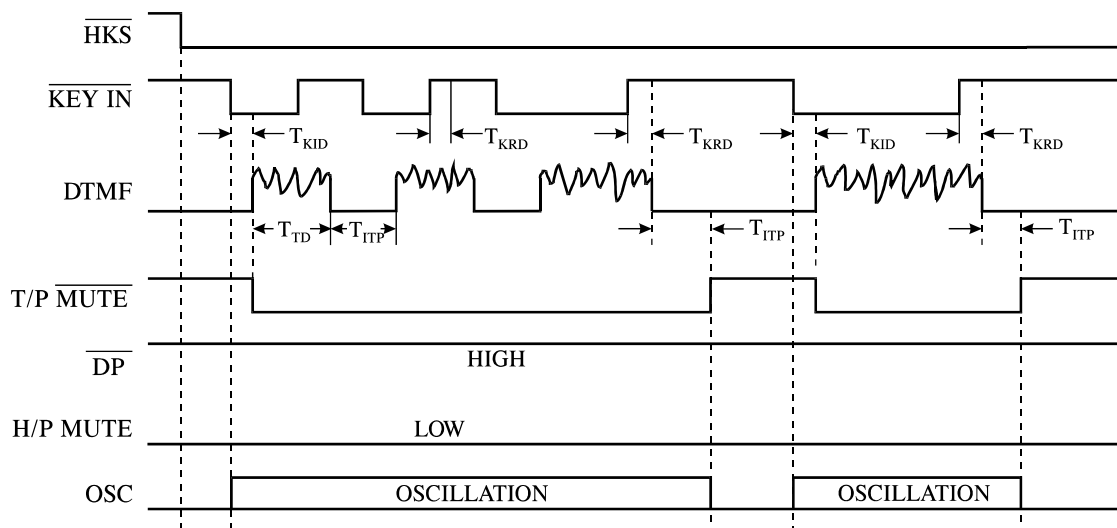 HKS
KEY IN
T_KID T_KRD T_KRD T_KID T_KRD
DTMF
T_TD T_ITP T_ITP T_ITP
T/P MUTE
DP HIGH
H/P MUTE LOW
OSC OSCILLATION OSCILLATION